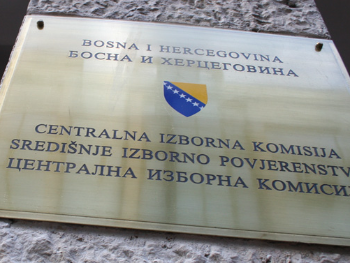 BOSNA I HERCEGOVINA
БОСНА И ХЕРЦЕГОВИНА
CENTRALNA IZBORNA KOMISIJA
SREDIŠNJE IZBORNO POVJERENSTV
ЦЕНТРАЛНА ИЗБОРНА КОМИСИ